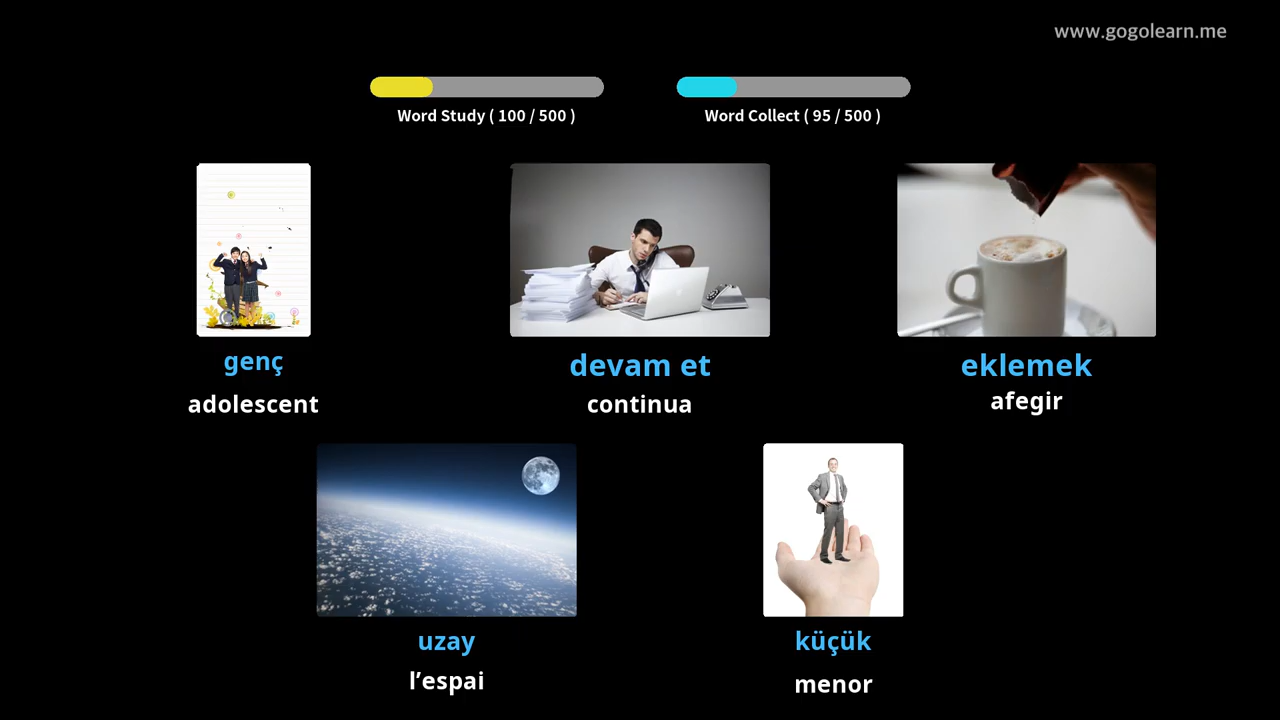 www.gogolearn.me
Word Study ( 100 / 500 )
Word Collect ( 95 / 500 )
genç
adolescent
devam et
continua
eklemek
afegir
uzay
l’espai
küçük
menor